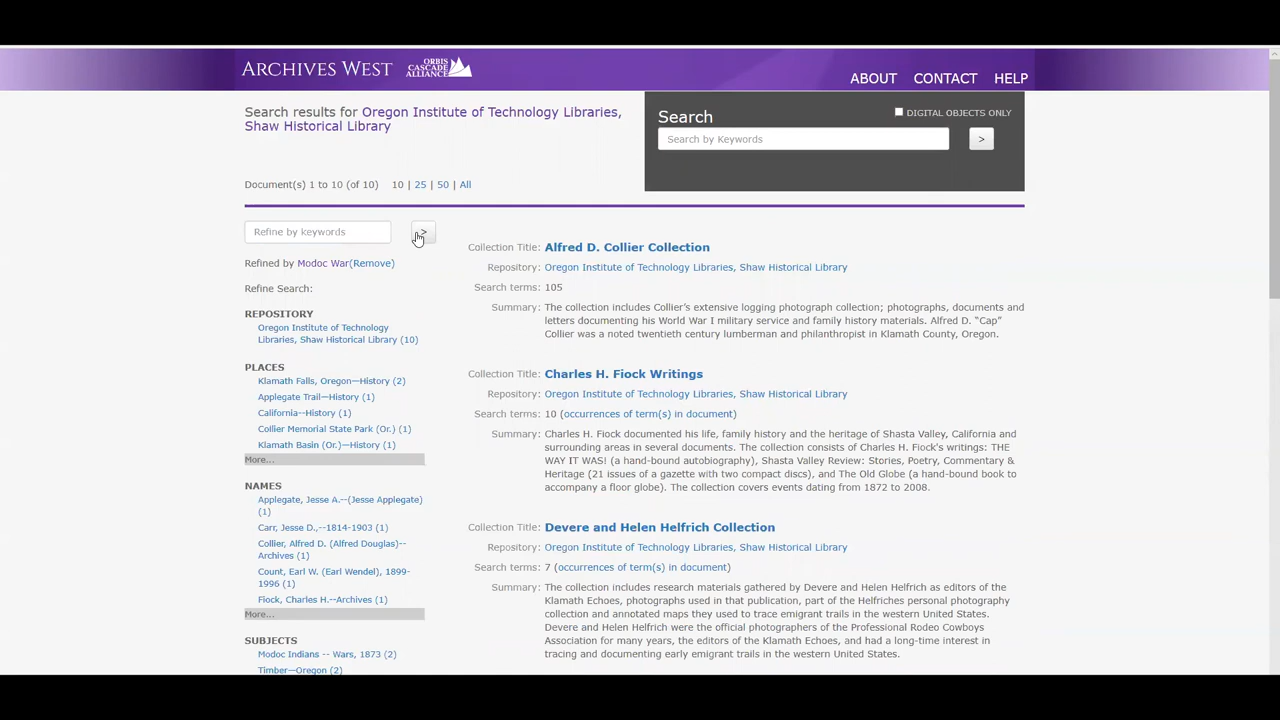 ARCHIVES WEST
ORBIS
CASCADE
ALLIANCE
ABOUT CONTACT HELP
Search results for Oregon Institute of Technology Libraries,
Shaw Historical Library
Search
DIGITAL OBJECTS ONLY
Search by Keywords
>
Document(s) 1 to 10 (of 10) 10 | 25 | 50 | All
Refine by keywords
>
Refined by Modoc War(Remove)
Refine Search:
REPOSITORY
Oregon Institute of Technology
Libraries, Shaw Historical Library (10)
PLACES
Klamath Falls, Oregon—History (2)
Applegate Trail—History (1)
California--History (1)
Collier Memorial State Park (Or.) (1)
Klamath Basin (Or.)—History (1)
More...
NAMES
Applegate, Jesse A.--(Jesse Applegate)
(1)
Carr, Jesse D.,--1814-1903 (1)
Collier, Alfred D. (Alfred Douglas)--
Archives (1)
Count, Earl W. (Earl Wendel), 1899-
1996 (1)
Fiock, Charles H.--Archives (1)
More...
SUBJECTS
Modoc Indians -- Wars, 1873 (2)
Timber—Oregon (2)
Collection Title: Alfred D. Collier Collection
Repository: Oregon Institute of Technology Libraries, Shaw Historical Library
Search terms: 105
Summary: The collection includes Collier's extensive logging photograph collection; photographs, documents and
letters documenting his World War I military service and family history materials. Alfred D. “Cap”
Collier was a noted twentieth century lumberman and philanthropist in Klamath County, Oregon.
Collection Title: Charles H. Fiock Writings
Repository: Oregon Institute of Technology Libraries, Shaw Historical Library
Search terms: 10 (occurrences of term(s) in document)
Summary: Charles H. Fiock documented his life, family history and the heritage of Shasta Valley, California and
surrounding areas in several documents. The collection consists of Charles H. Fiock's writings: THE
WAY IT WAS! (a hand-bound autobiography), Shasta Valley Review: Stories, Poetry, Commentary &
Heritage (21 issues of a gazette with two compact discs), and The Old Globe (a hand-bound book to
accompany a floor globe). The collection covers events dating from 1872 to 2008.
Collection Title: Devere and Helen Helfrich Collection
Repository: Oregon Institute of Technology Libraries, Shaw Historical Library
Search terms: 7 (occurrences of term(s) in document)
Summary: The collection includes research materials gathered by Devere and Helen Helfrich as editors of the
Klamath Echoes, photographs used in that publication, part of the Helfriches personal photography
collection and annotated maps they used to trace emigrant trails in the western United States.
Devere and Helen Helfrich were the official photographers of the Professional Rodeo Cowboys
Association for many years, the editors of the Klamath Echoes, and had a long-time interest in
tracing and documenting early emigrant trails in the western United States.